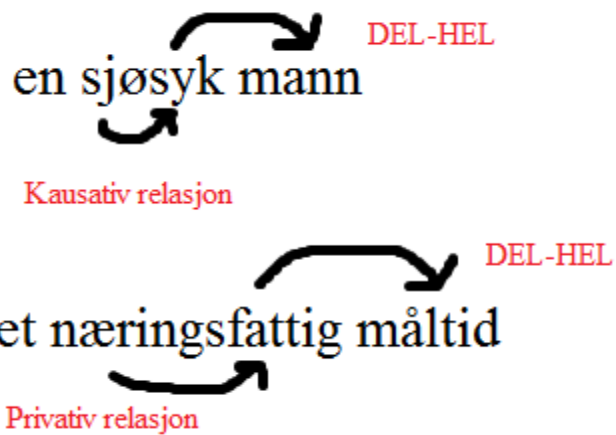 DEL-HEL
en sjøsyk mann
Kausativ relasjon
DEL-HEL
et næringsfattig måltid
Privativ relasjon